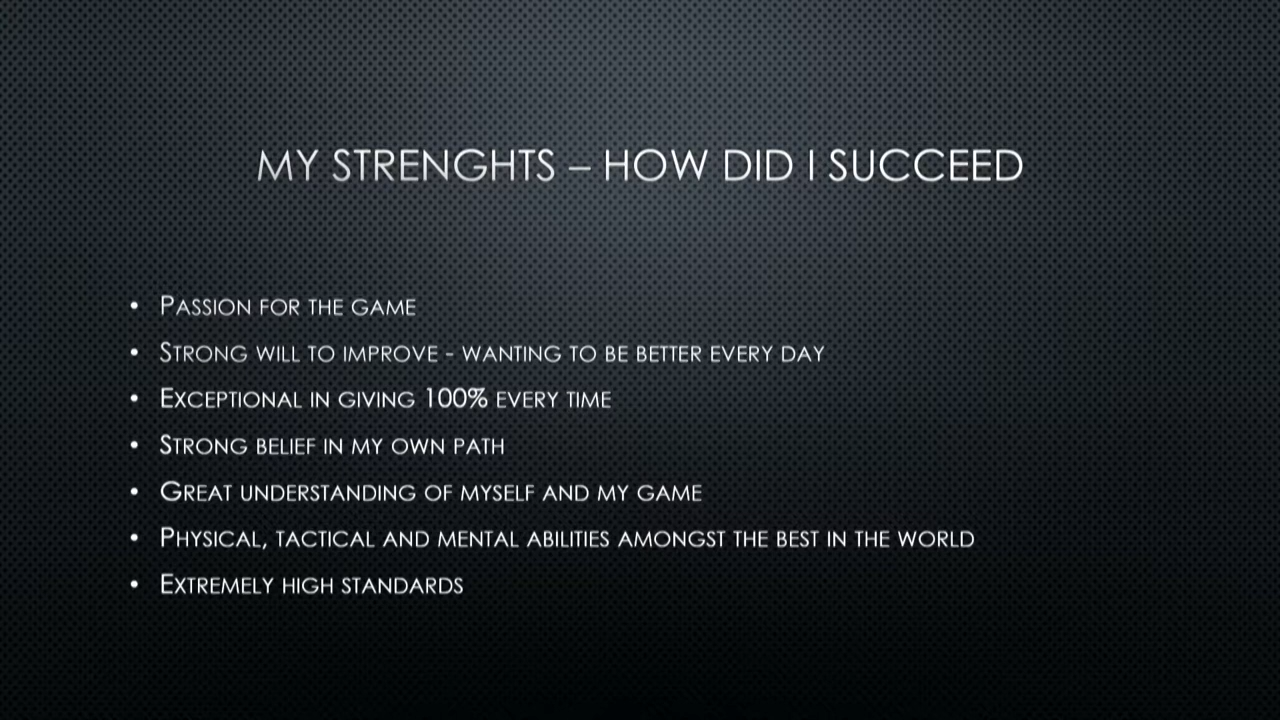 MY STRENGHTS – HOW DID I SUCCEED
• PASSION FOR THE GAME
• STRONG WILL TO IMPROVE - WANTING TO BE BETTER EVERY DAY
• EXCEPTIONAL IN GIVING 100% EVERY TIME
• STRONG BELIEF IN MY OWN PATH
• GREAT UNDERSTANDING OF MYSELF AND MY GAME
• PHYSICAL, TACTICAL AND MENTAL ABILITIES AMONGST THE BEST IN THE WORLD
• EXTREMELY HIGH STANDARDS